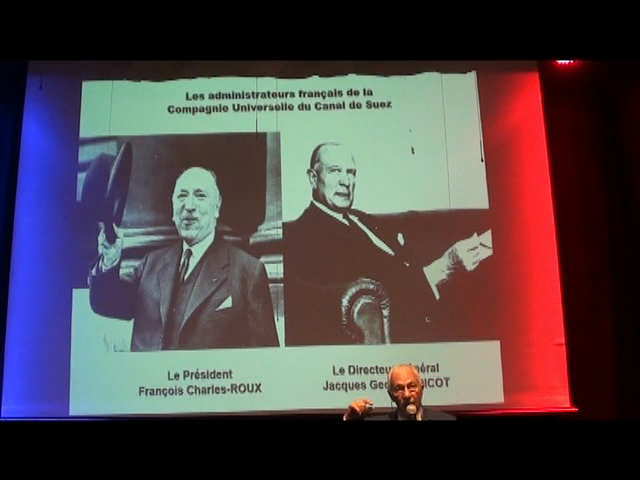 Les administrateurs français de la
Compagnie Universelle du Canal de Suez
Le Président
François Charles-ROUX
Le Directeur
Jacques